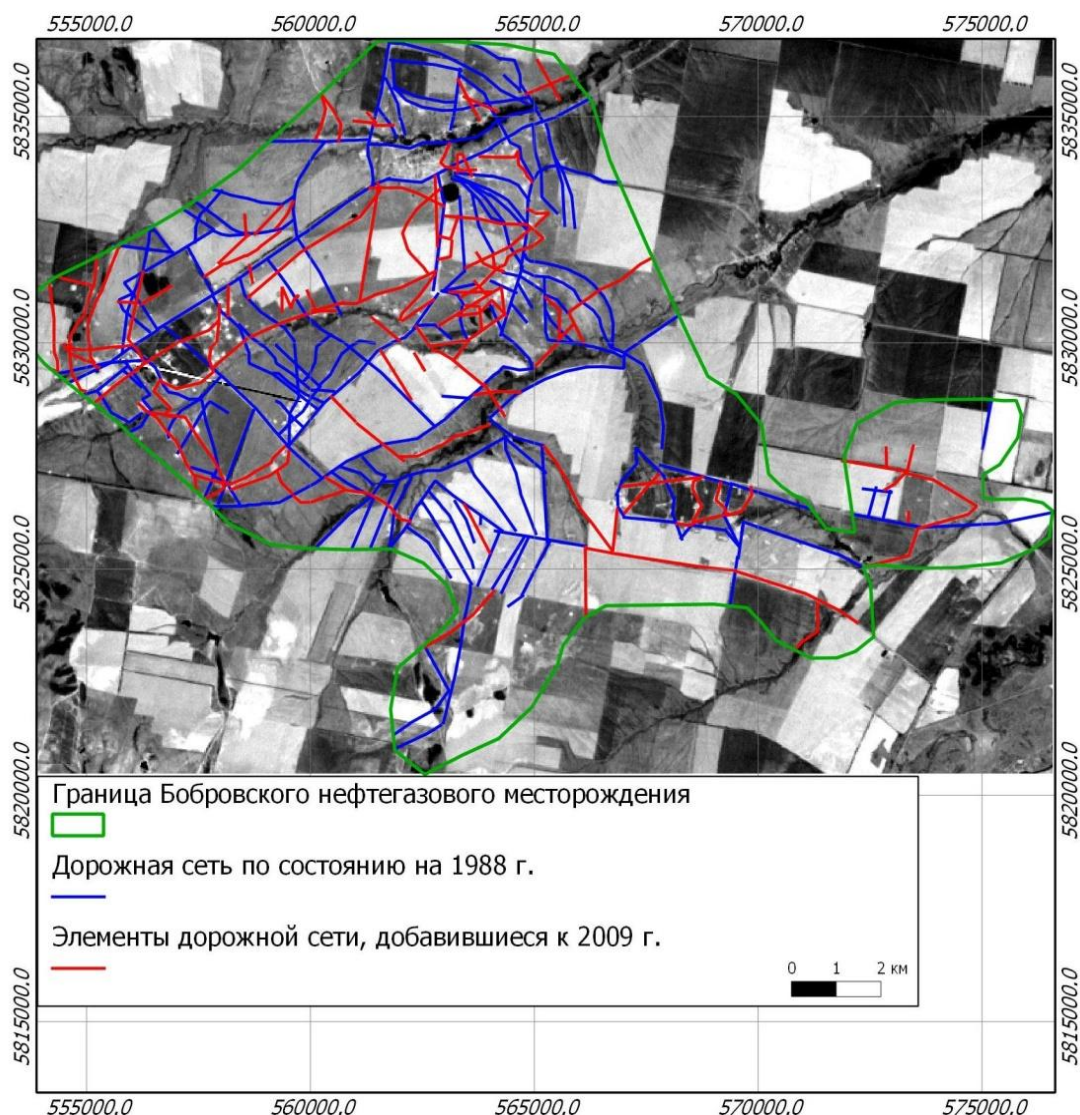 555000.0 560000.0 565000.0 570000.0 575000.0
5835000.0 5835000.0
5830000.0 5830000.0
5825000.0 5825000.0
5820000.0 5820000.0
5815000.0 5815000.0
Граница Бобровского нефтегазового месторождения
Дорожная сеть по состоянию на 1988 г.
Элементы дорожной сети, добавившиеся к 2009 г.
0 1 2 км
555000.0 560000.0 565000.0 570000.0 575000.0